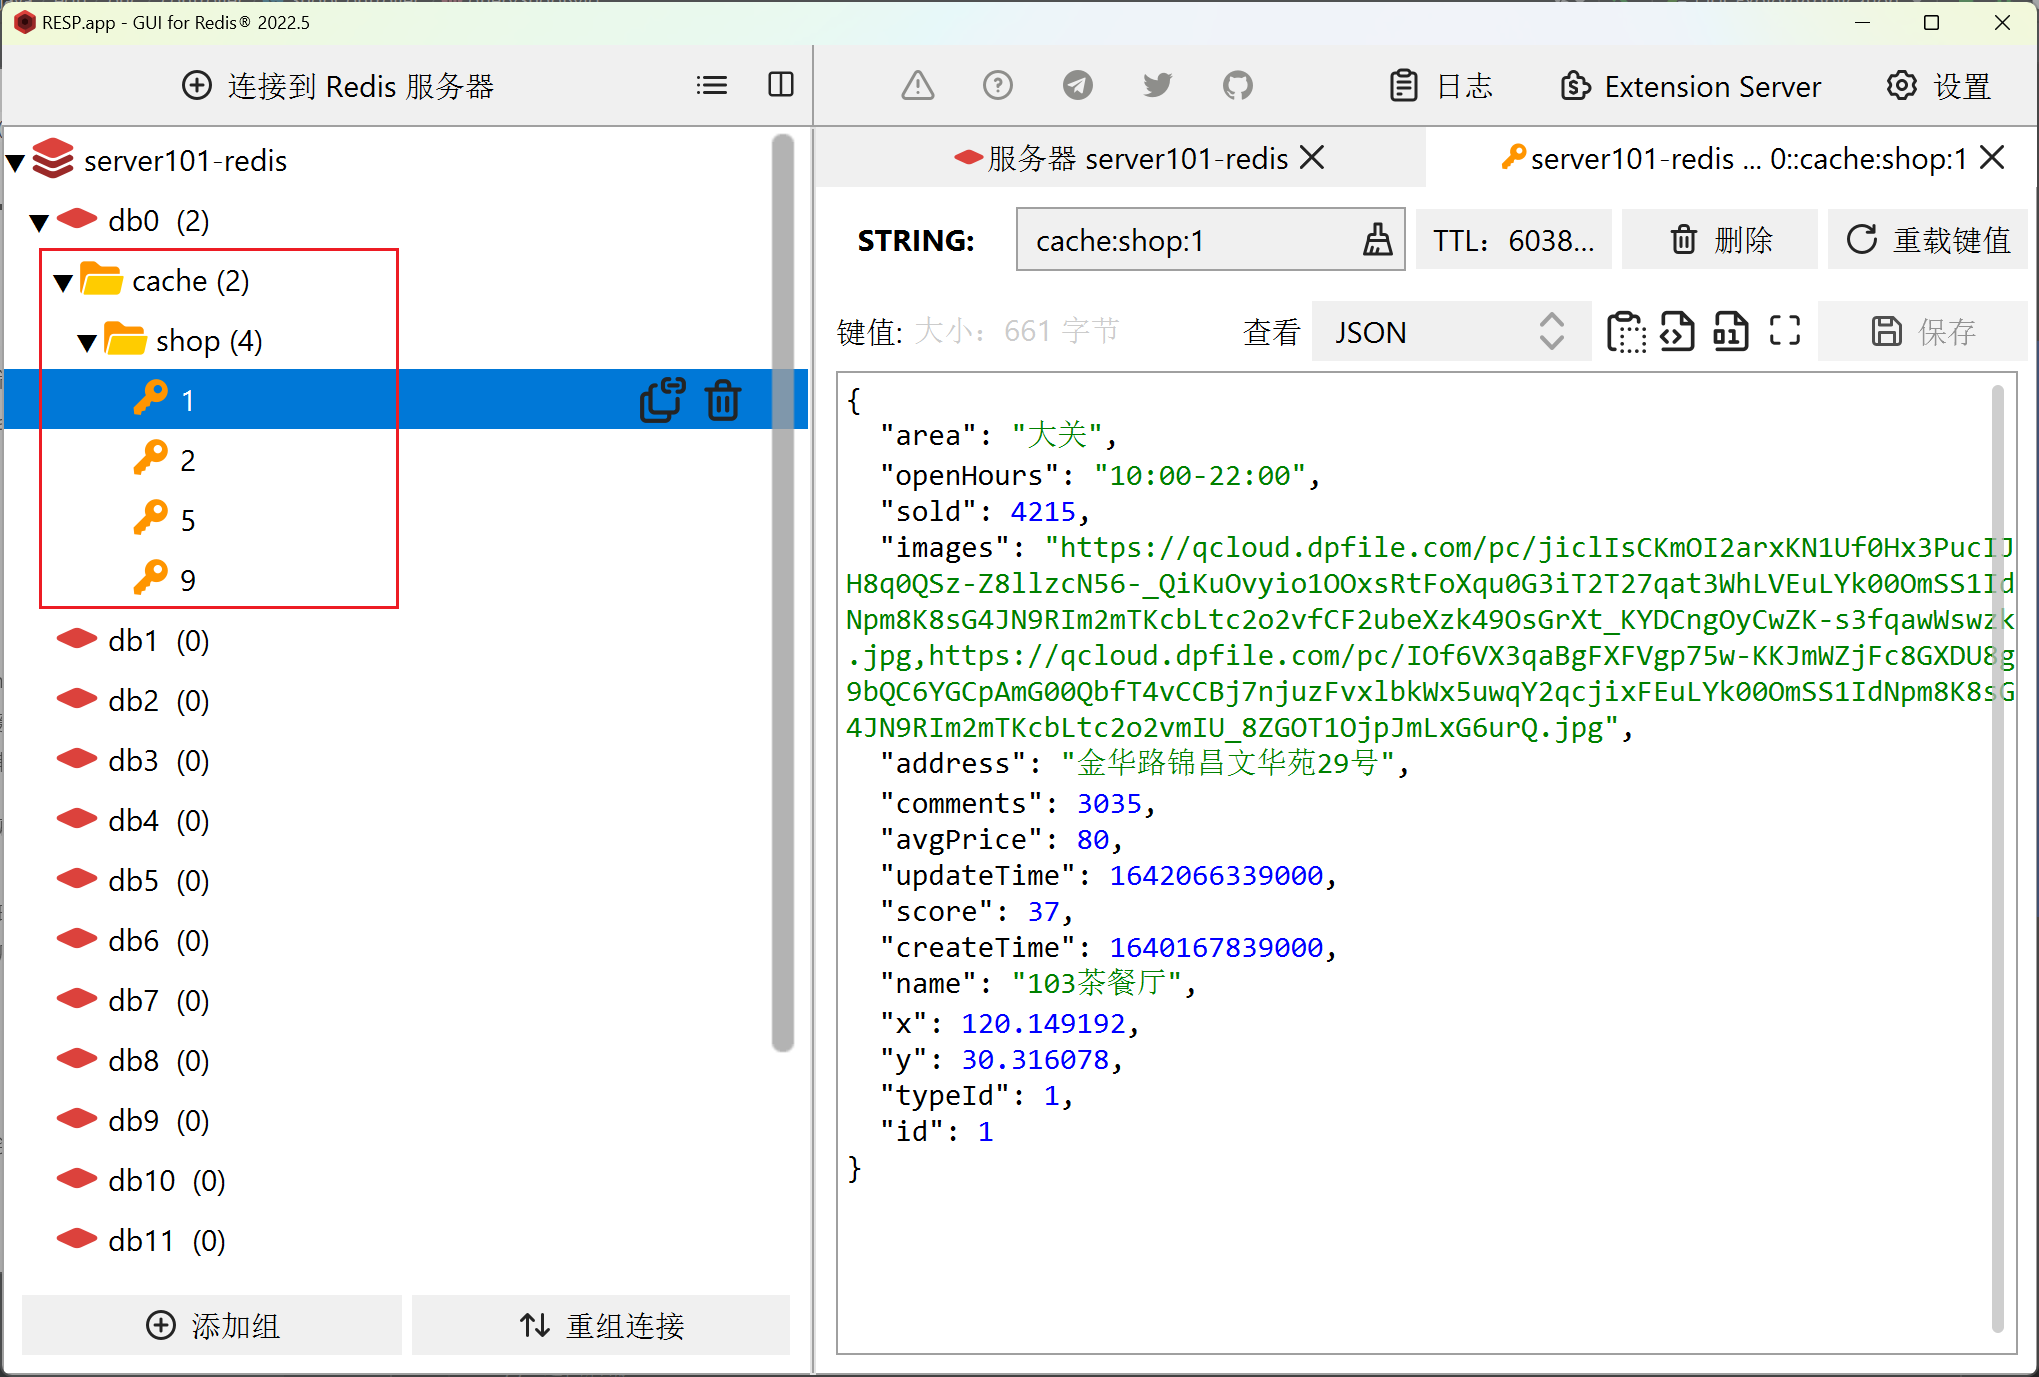 RESP.app - GUI for Redis® 2022.5
连接到 Redis 服务器
日志
Extension Server
设置
server101-redis
db0 (2)
cache (2)
shop (4)
1
2
5
9
db1 (0)
db2 (0)
db3 (0)
db4 (0)
db5 (0)
db6 (0)
db7 (0)
db8 (0)
db9 (0)
db10 (0)
db11 (0)
添加组
重组连接
服务器 server101-redis
server101-redis ... 0::cache:shop:1
STRING:
cache:shop:1
TTL: 6038...
删除
重载键值
键值: 大小: 661 字节
查看
JSON
保存
{
"area": "大关",
"openHours": "10:00-22:00",
"sold": 4215,
"images": "https://qcloud.dpfile.com/pc/jiclIsCKmOI2arxKN1Uf0Hx3PucIJ
H8q0QSz-Z8llzcN56-_QiKuOvyio1OOxsRtFoXqu0G3iT2T27qat3WhLVEuLYk00OmSS1Id
Npm8K8sG4JN9RIm2mTKcbLtc2o2vfCF2ubeXzk49OsGrXt_KYDCngOyCwZK-s3fqawWswzk
.jpg,https://qcloud.dpfile.com/pc/IOf6VX3qaBgFXFVgp75w-KKJmWZjFc8GXDU8g
9bQC6YGCpAmG00QbfT4vCCBj7njuzFvxlbkWx5uwqY2qcjixFEuLYk00OmSS1IdNpm8K8sG
4JN9RIm2mTKcbLtc2o2vmIU_8ZGOT1OjpJmLxG6urQ.jpg",
"address": "金华路锦昌文华苑29号",
"comments": 3035,
"avgPrice": 80,
"updateTime": 1642066339000,
"score": 37,
"createTime": 1640167839000,
"name": "103茶餐厅",
"x": 120.149192,
"y": 30.316078,
"typeId": 1,
"id": 1
}